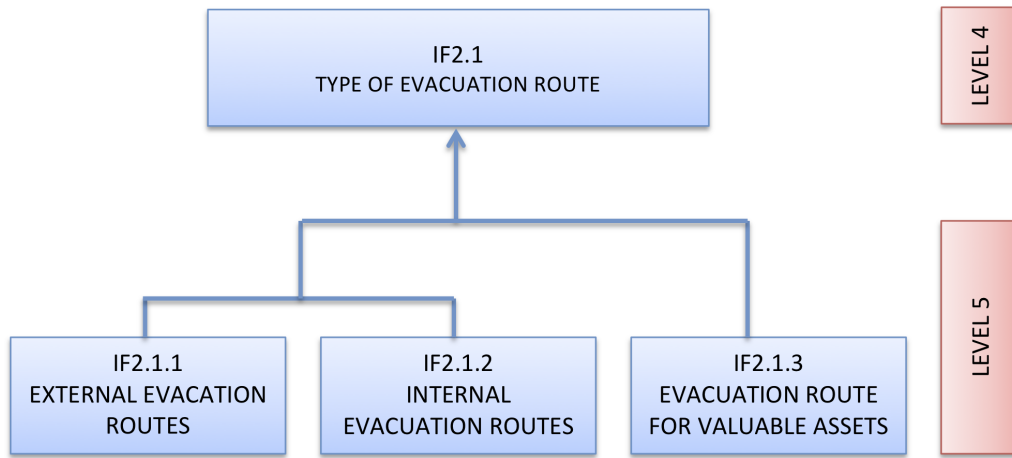 IF2.1
TYPE OF EVACUATION ROUTE
LEVEL 4
IF2.1.1
EXTERNAL EVACATION
ROUTES
IF2.1.2
INTERNAL
EVACUATION ROUTES
IF2.1.3
EVACUATION ROUTE
FOR VALUABLE ASSETS
LEVEL 5